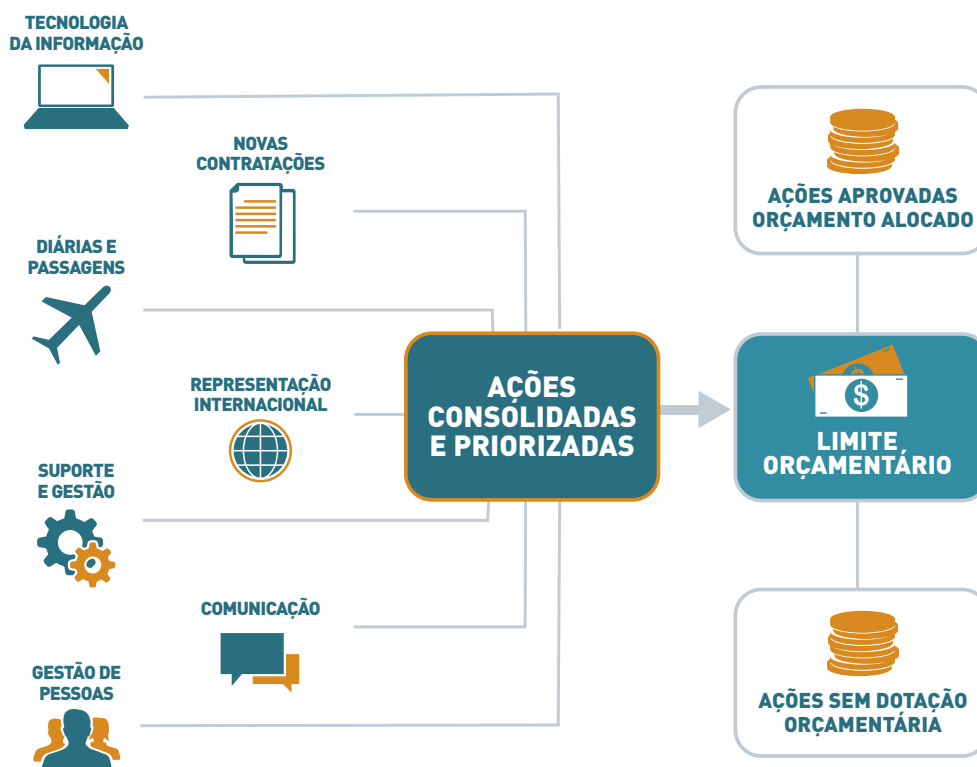 TECNOLOGIA
DA INFORMAÇÃO
NOVAS
CONTRATAÇÕES
DIÁRIAS E
PASSAGENS
REPRESENTAÇÃO
INTERNACIONAL
SUPORTE
E GESTÃO
COMUNICAÇÃO
GESTÃO DE
PESSOAS
AÇÕES
CONSOLIDADAS
E PRIORIZADAS
AÇÕES APROVADAS
ORÇAMENTO ALOCADO
$
$
LIMITE
ORÇAMENTÁRIO
AÇÕES SEM DOTAÇÃO
ORÇAMENTÁRIA